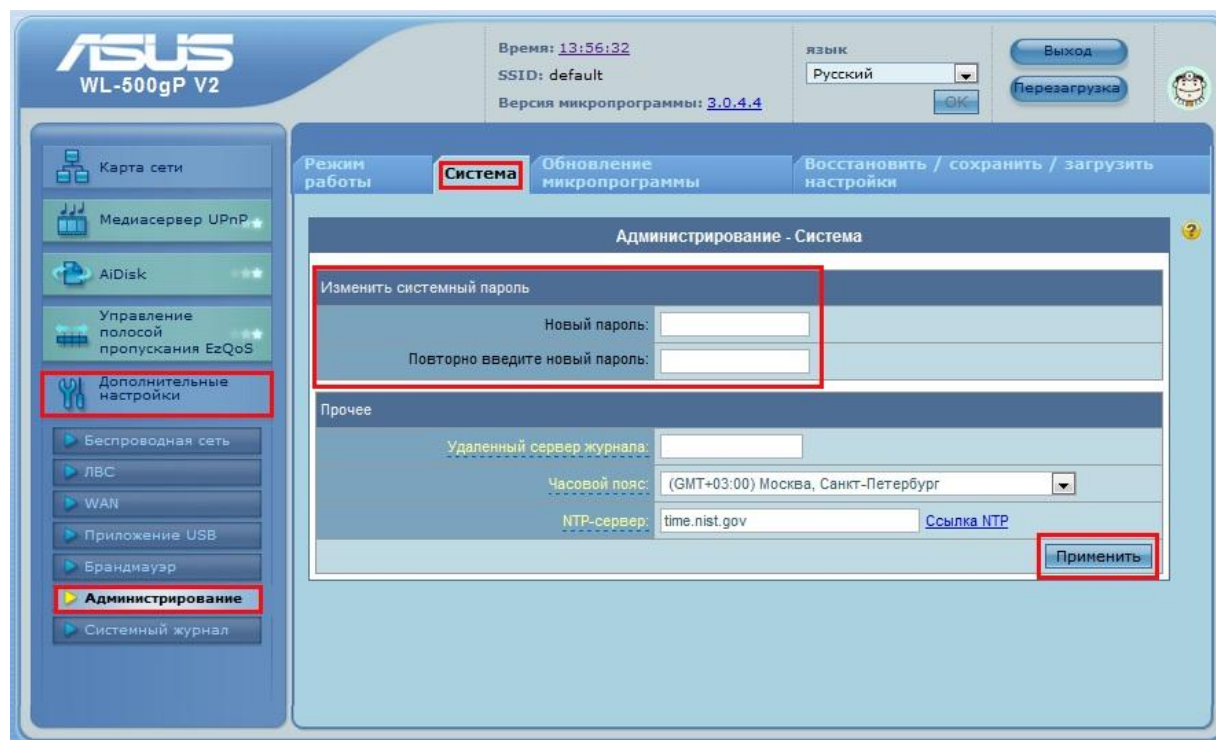 ASUS
WL-500gP V2
Время: 13:56:32
SSID: default
Версия микропрограммы: 3.0.4.4
язык
Русский
OK
Выход
Перезагрузка
Карта сети
Медиасервер UPnP
AiDisk
Управление
полосой
пропускания EzQoS
Дополнительные
настройки
Беспроводная сеть
ЛВС
WAN
Приложение USB
Брандмауэр
Администрирование
Системный журнал
Режим
работы
Система
Обновление
микропрограммы
Восстановить / сохранить / загрузить
настройки
Администрирование - Система
?
Изменить системный пароль
Новый пароль:
Повторно введите новый пароль:
Прочее
Удаленный сервер журнала:
Часовой пояс: (GMT+03:00) Москва, Санкт-Петербург
NTP-сервер: time.nist.gov Ссылка NTP
Применить